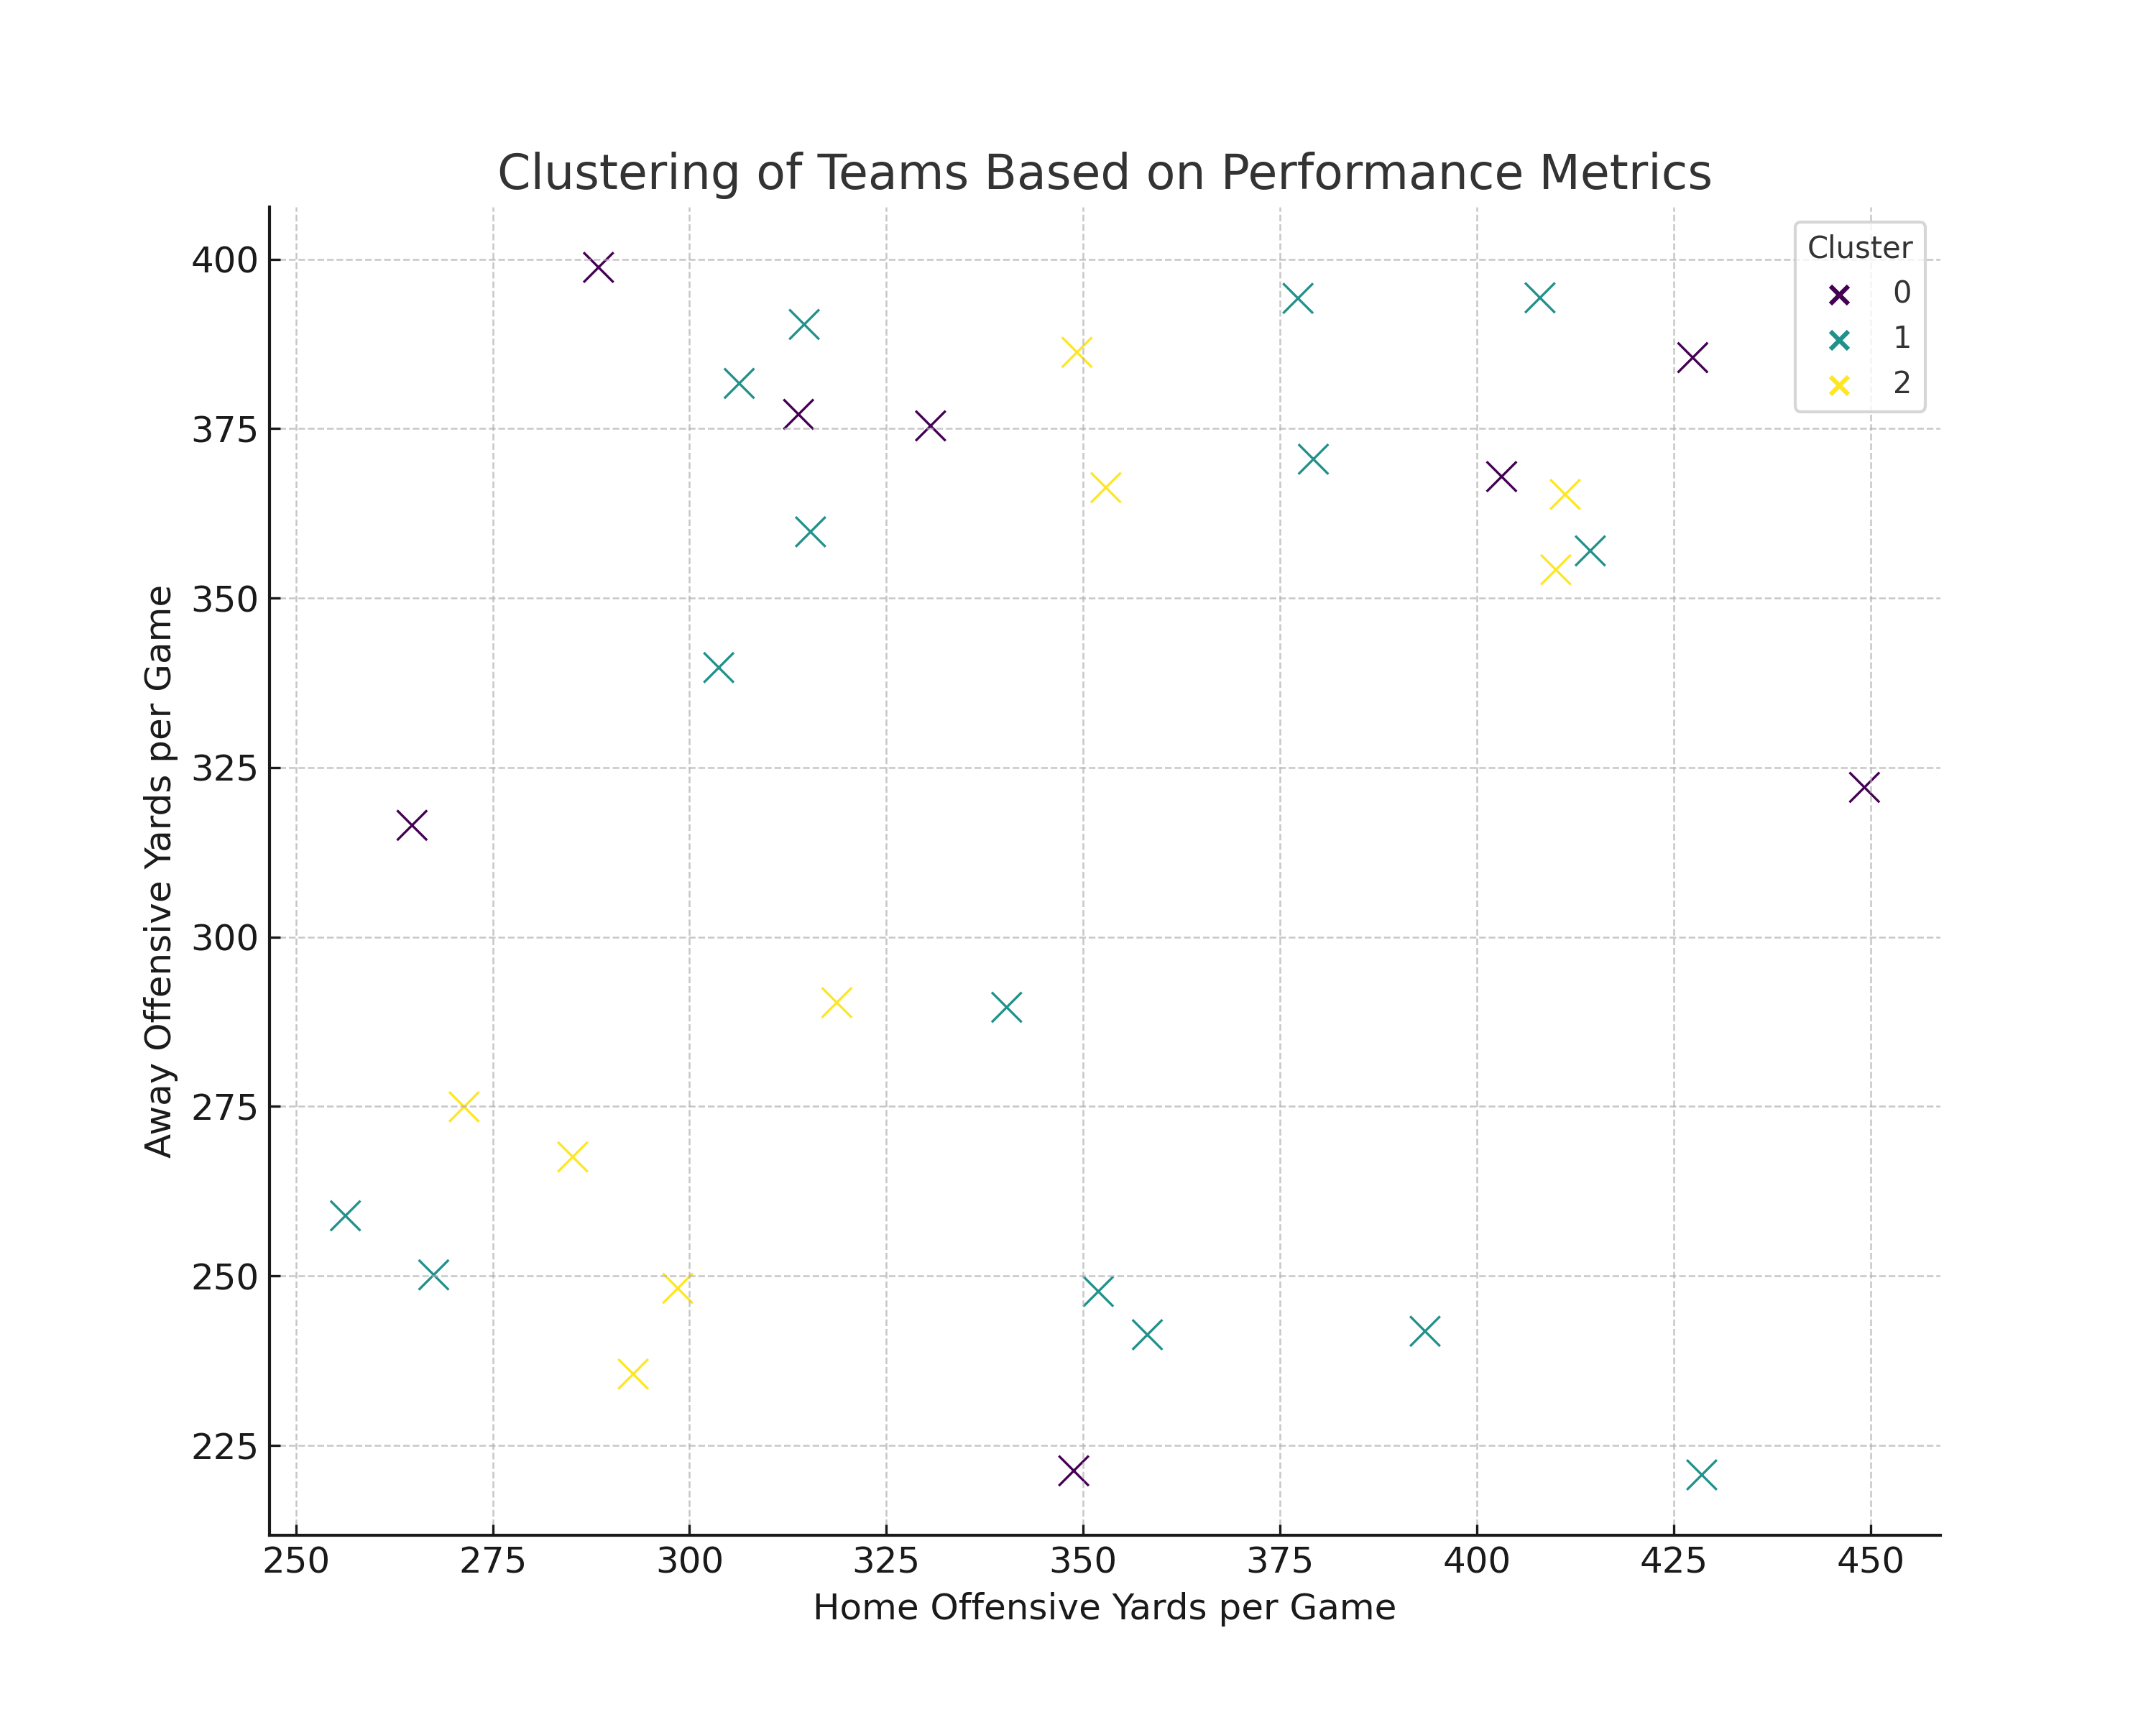 Clustering of Teams Based on Performance Metrics
Cluster
0
1
2
400
375
350
325
300
275
250
225
Away Offensive Yards per Game
250 275 300 325 350 375 400 425 450
Home Offensive Yards per Game